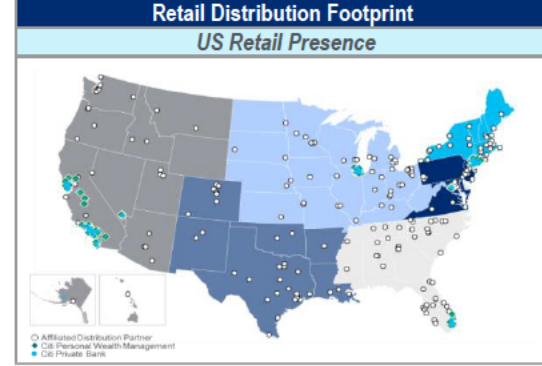 Retail Distribution Footprint
US Retail Presence
Affiliated Distribution Partner
Citi Personal Wealth Management
Citi Private Bank